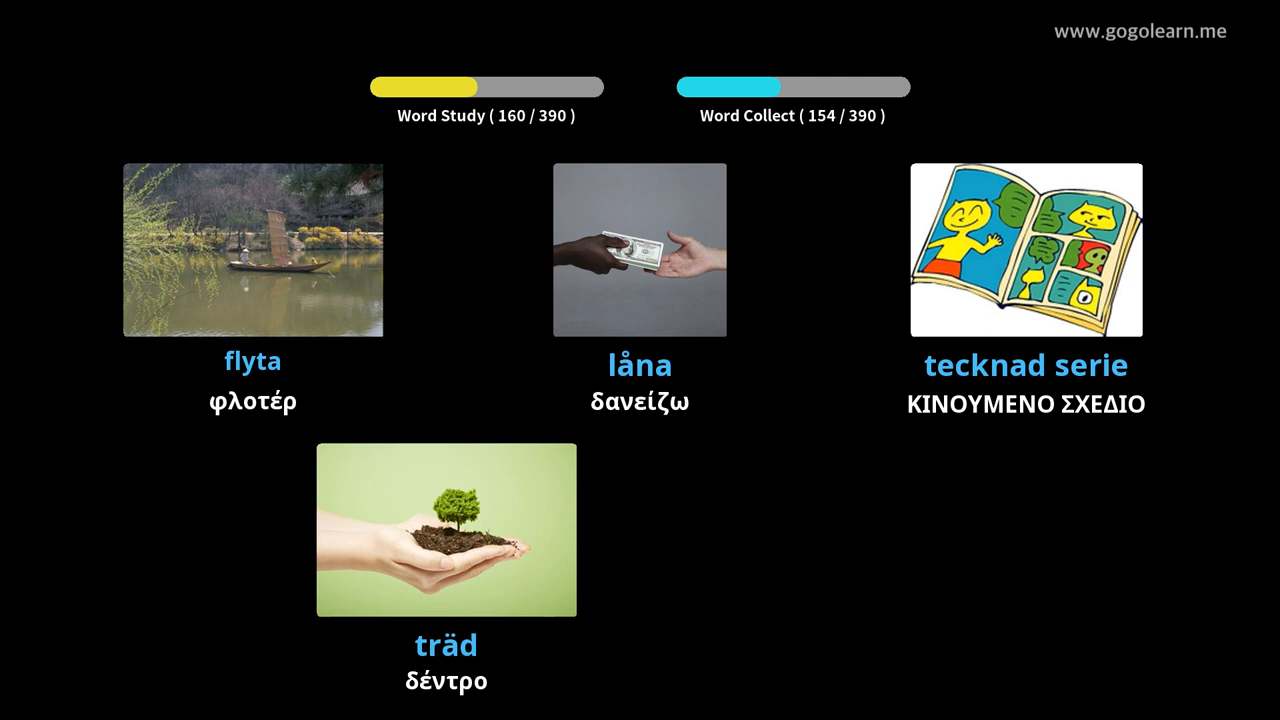 www.gogolearn.me
Word Study ( 160 / 390 )
Word Collect ( 154 / 390 )
flyta
φλοτέρ
låna
δανείζω
tecknad serie
ΚΙΝΟΥΜΕΝΟ ΣΧΕΔΙΟ
träd
δέντρο